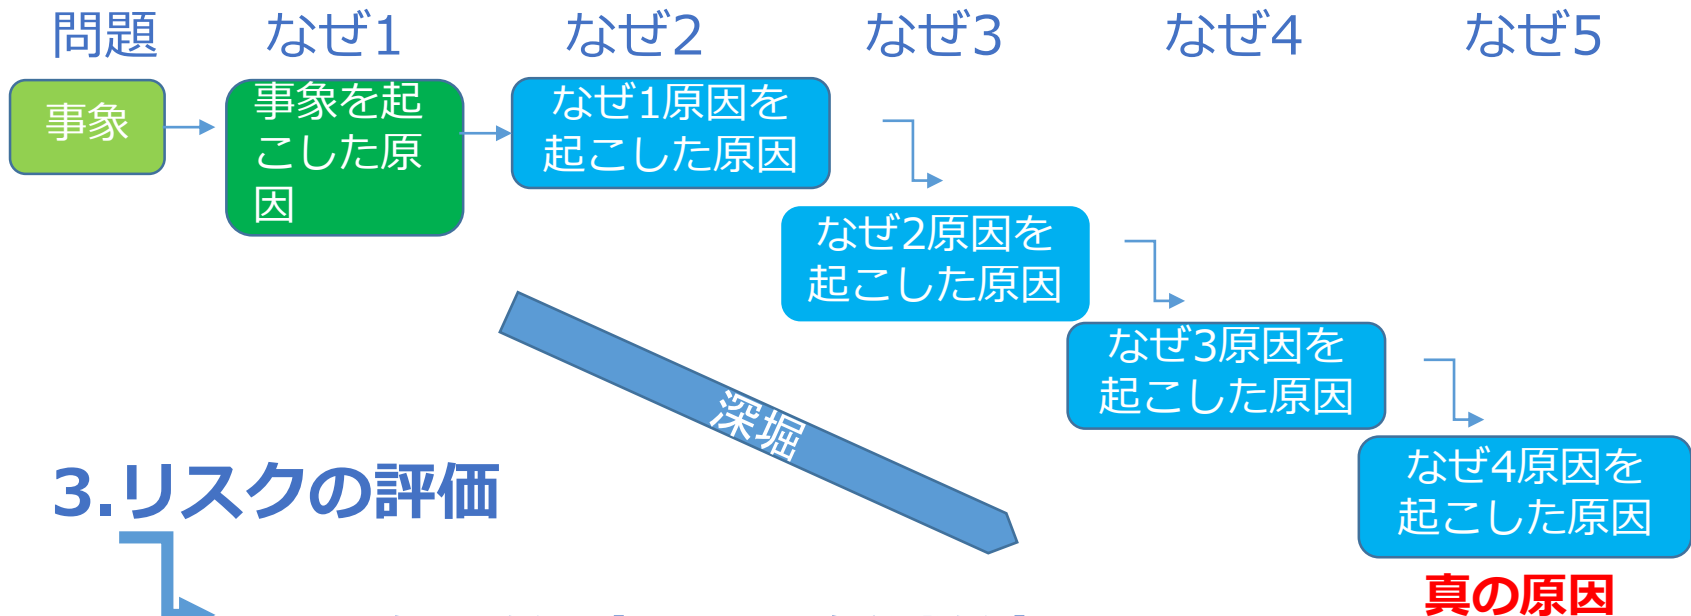 問題 なぜ1 なぜ2 なぜ3 なぜ4 なぜ5
事象
事象を起
こした原
因
なぜ1原因を
起こした原因
なぜ2原因を
起こした原因
なぜ3原因を
起こした原因
なぜ4原因を
起こした原因
深堀
真の原因
3.リスクの評価